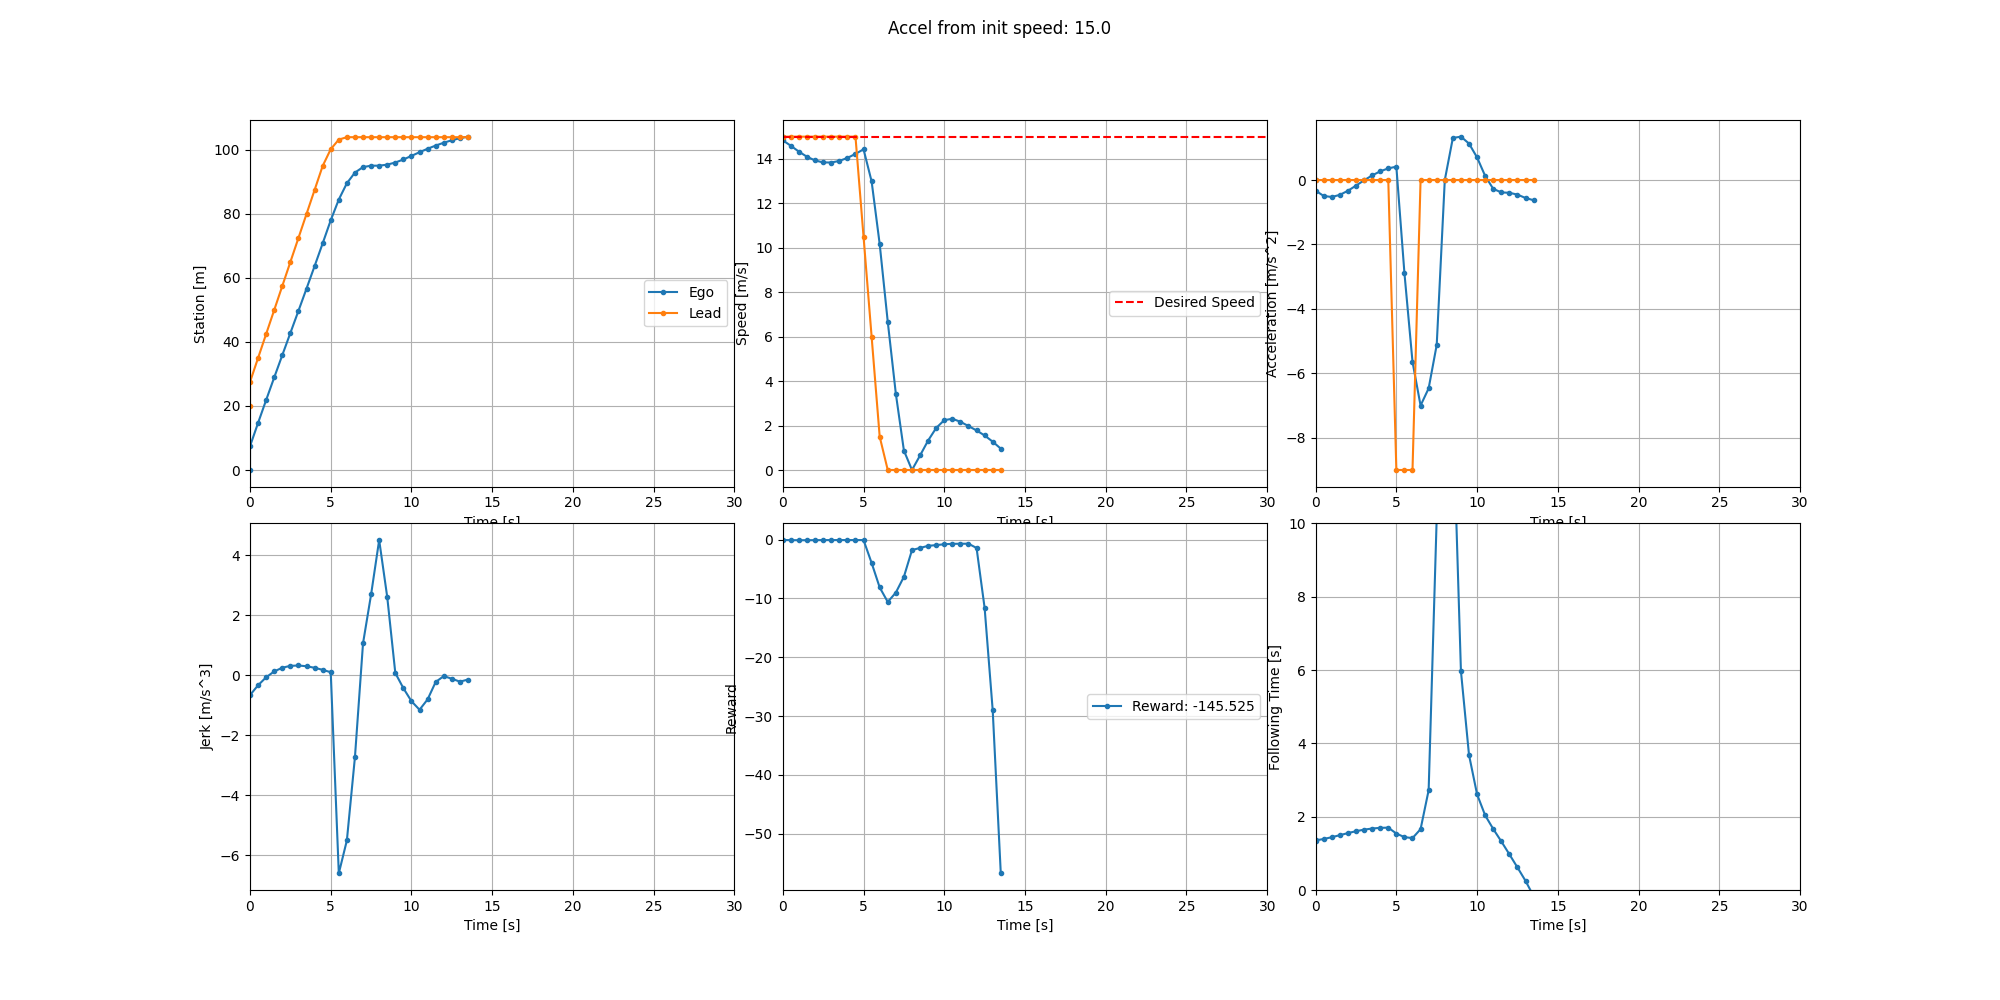 Accel from init speed: 15.0
Station [m]
100
80
60
40
20
0
Ego
Lead
0 5 10 15 20 25 30
Time [s]
Speed [m/s]
14
12
10
8
6
4
2
0
Desired Speed
0 5 10 15 20 25 30
Time [s]
Acceleration [m/s^2]
0
−2
−4
−6
−8
0 5 10 15 20 25 30
Time [s]
Jerk [m/s^3]
4
2
0
−2
−4
−6
0 5 10 15 20 25 30
Time [s]
Reward
0
−10
−20
−30
−40
−50
Reward: -145.525
0 5 10 15 20 25 30
Time [s]
Following Time [s]
10
8
6
4
2
0
0 5 10 15 20 25 30
Time [s]